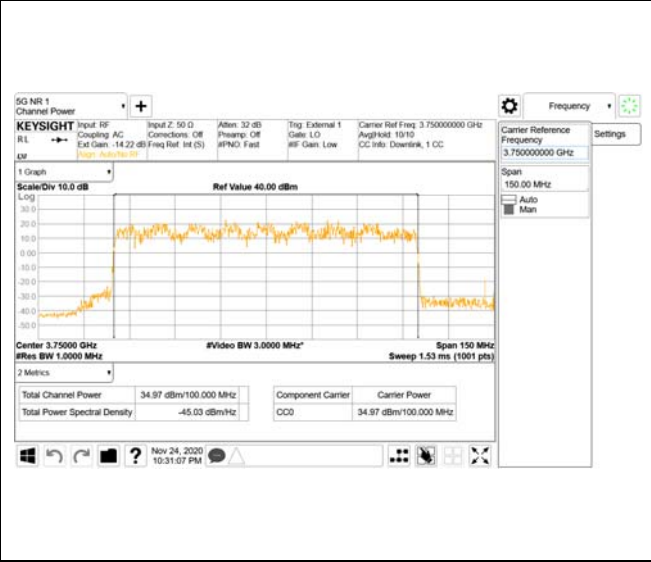 5G NR 1
Channel Power
Frequency
KEYSIGHT
Input: RF
Input Z: 50 Ω
Atten: 32 dB
Trig: External 1
Carrier Ref Freq: 3.750000000 GHz
RL
Coupling: AC
Corrections: Off
Preamp: Off
Gate: LO
Avg|Hold: 10/10
Ext Gain: -14.22 dB
Freq Ref: Int (S)
#PNO: Fast
#IF Gain: Low
CC Info: Downlink, 1 CC
Align: Auto/No RF
Carrier Reference
Frequency
3.750000000 GHz
Settings
Span
150.00 MHz
Auto
Man
1 Graph
Scale/Div 10.0 dB
Ref Value 40.00 dBm
Log
30.0
20.0
10.0
0.00
-10.0
-20.0
-30.0
-40.0
-50.0
Center 3.75000 GHz
#Video BW 3.0000 MHz*
Span 150 MHz
#Res BW 1.0000 MHz
Sweep 1.53 ms (1001 pts)
2 Metrics
Total Channel Power
34.97 dBm/100.000 MHz
Total Power Spectral Density
-45.03 dBm/Hz
Component Carrier
Carrier Power
CC0
34.97 dBm/100.000 MHz
?
Nov 24, 2020
10:31:07 PM